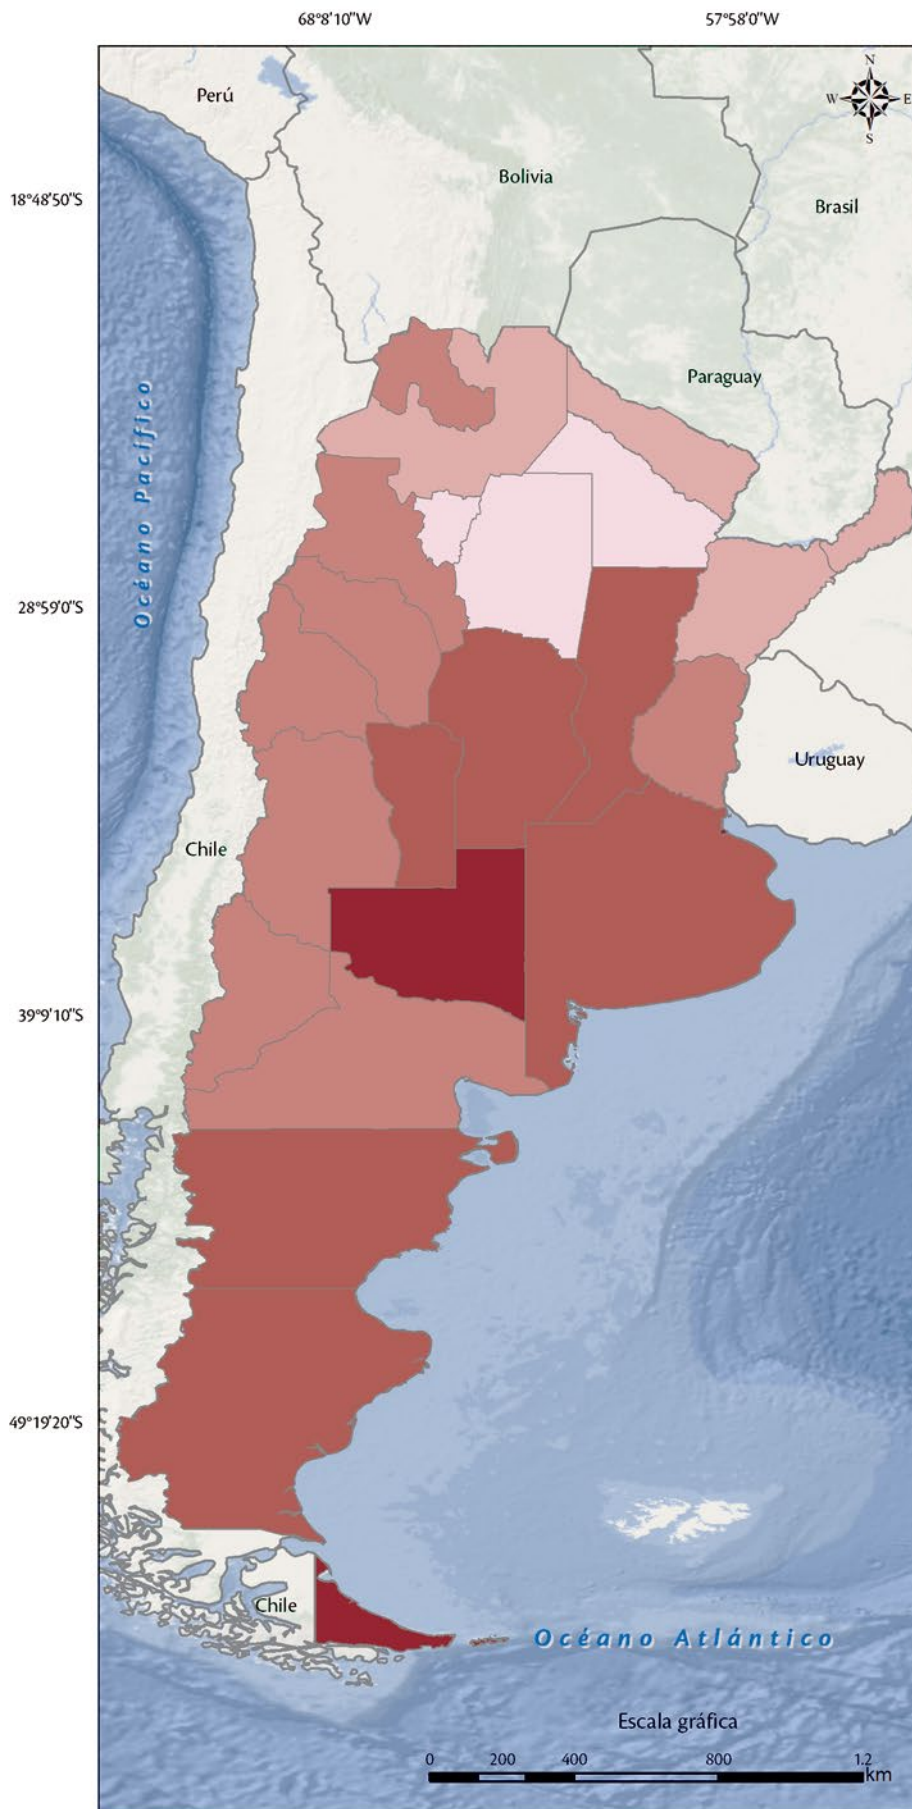 68°8'10"W
57°58'0"W
N
W
E
S
Perú
18°48'50"S
Bolivia
Brasil
Paraguay
Océano Pacífico
28°59'0"S
Uruguay
Chile
39°9'10"S
49°19'20"S
Chile
Océano Atlántico
Escala gráfica
0 200 400 800 1.2
km